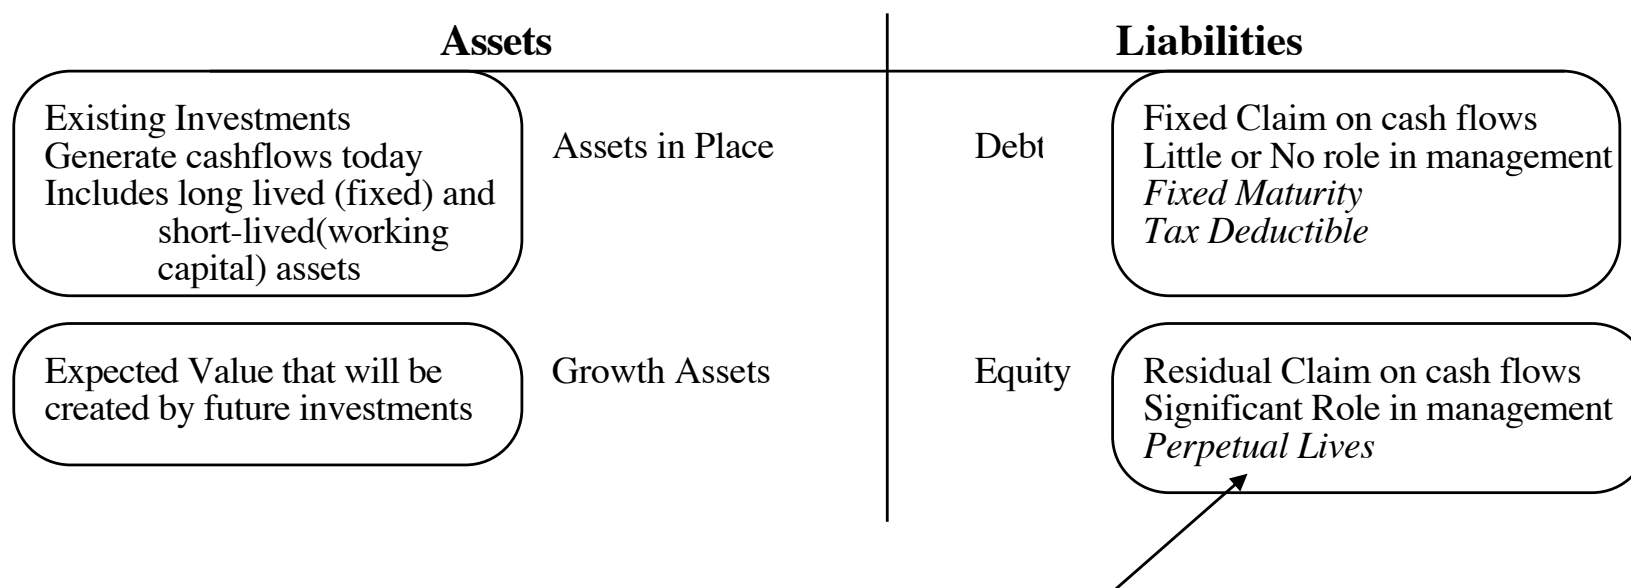 Assets
Liabilities
Existing Investments
Generate cashflows today
Includes long lived (fixed) and
short-lived(working
capital) assets
Assets in Place
Debt
Fixed Claim on cash flows
Little or No role in management
Fixed Maturity
Tax Deductible
Expected Value that will be
created by future investments
Growth Assets
Equity
Residual Claim on cash flows
Significant Role in management
Perpetual Lives